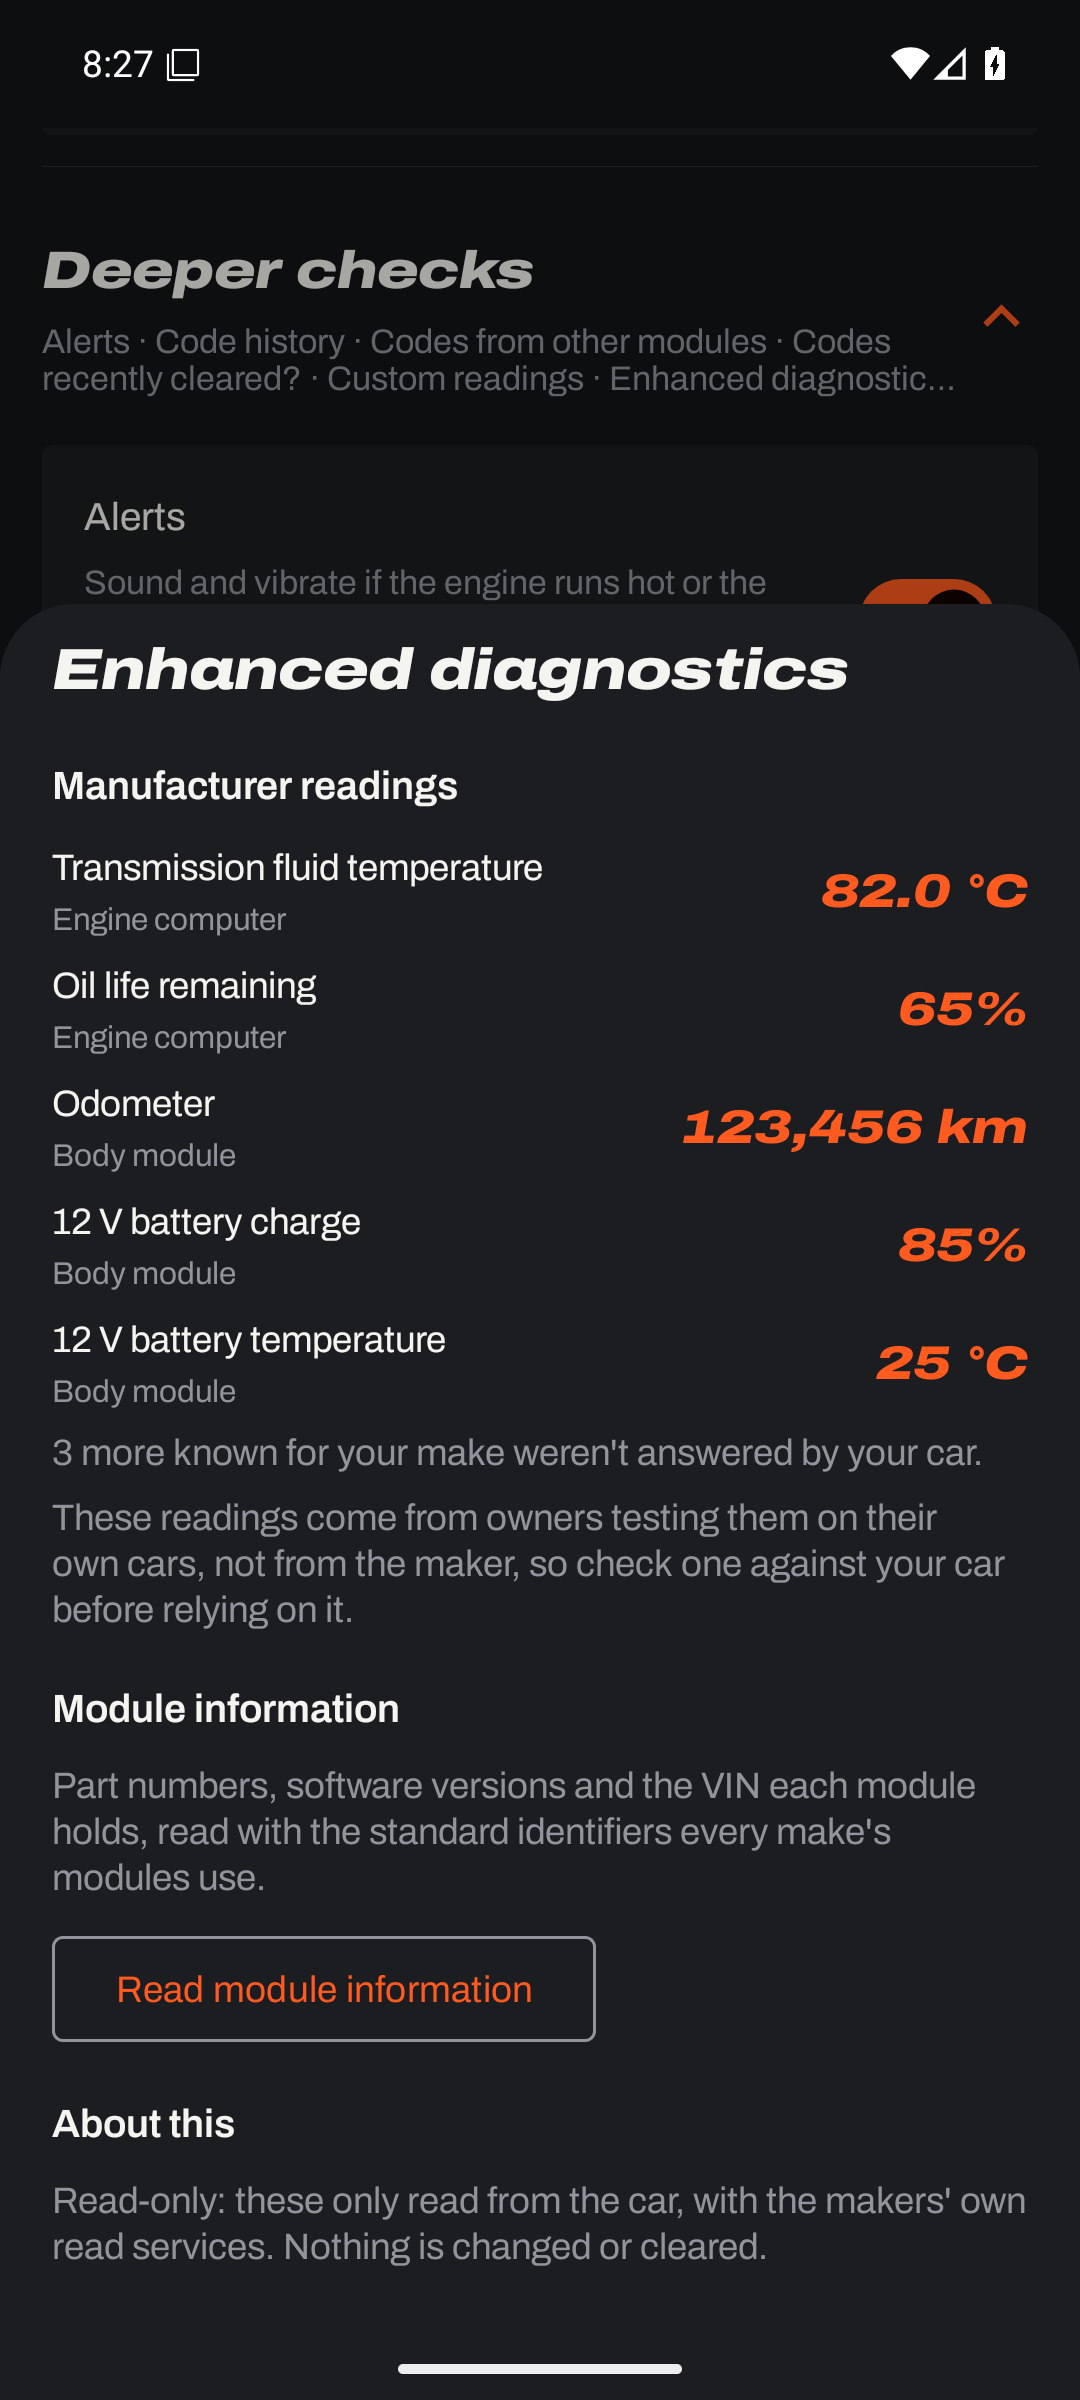 8:27
Deeper checks
Alerts · Code history · Codes from other modules · Codes
recently cleared? · Custom readings · Enhanced diagnostic...
Alerts
Sound and vibrate if the engine runs hot or the
Enhanced diagnostics
Manufacturer readings
Transmission fluid temperature
Engine computer
82.0 °C
Oil life remaining
Engine computer
65%
Odometer
Body module
123,456 km
12 V battery charge
Body module
85%
12 V battery temperature
Body module
25 °C
3 more known for your make weren't answered by your car.
These readings come from owners testing them on their
own cars, not from the maker, so check one against your car
before relying on it.
Module information
Part numbers, software versions and the VIN each module
holds, read with the standard identifiers every make's
modules use.
Read module information
About this
Read-only: these only read from the car, with the makers' own
read services. Nothing is changed or cleared.